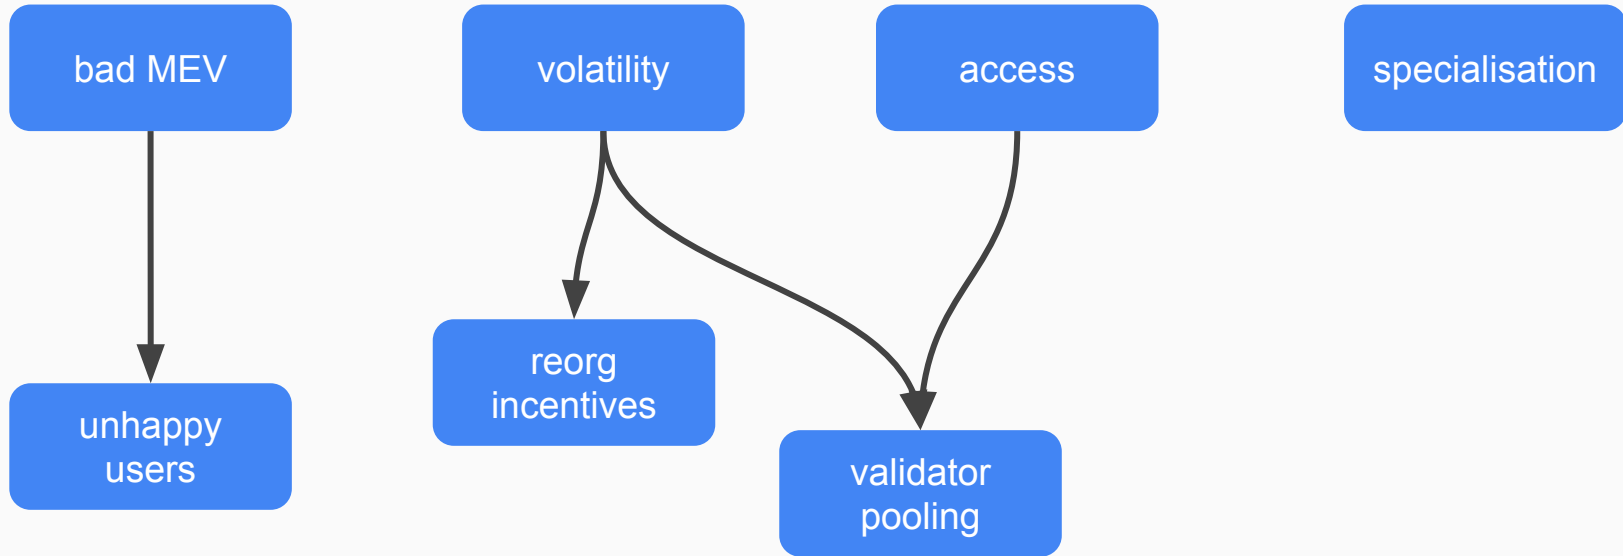 bad MEV
volatility
access
specialisation
reorg
incentives
unhappy
users
validator
pooling